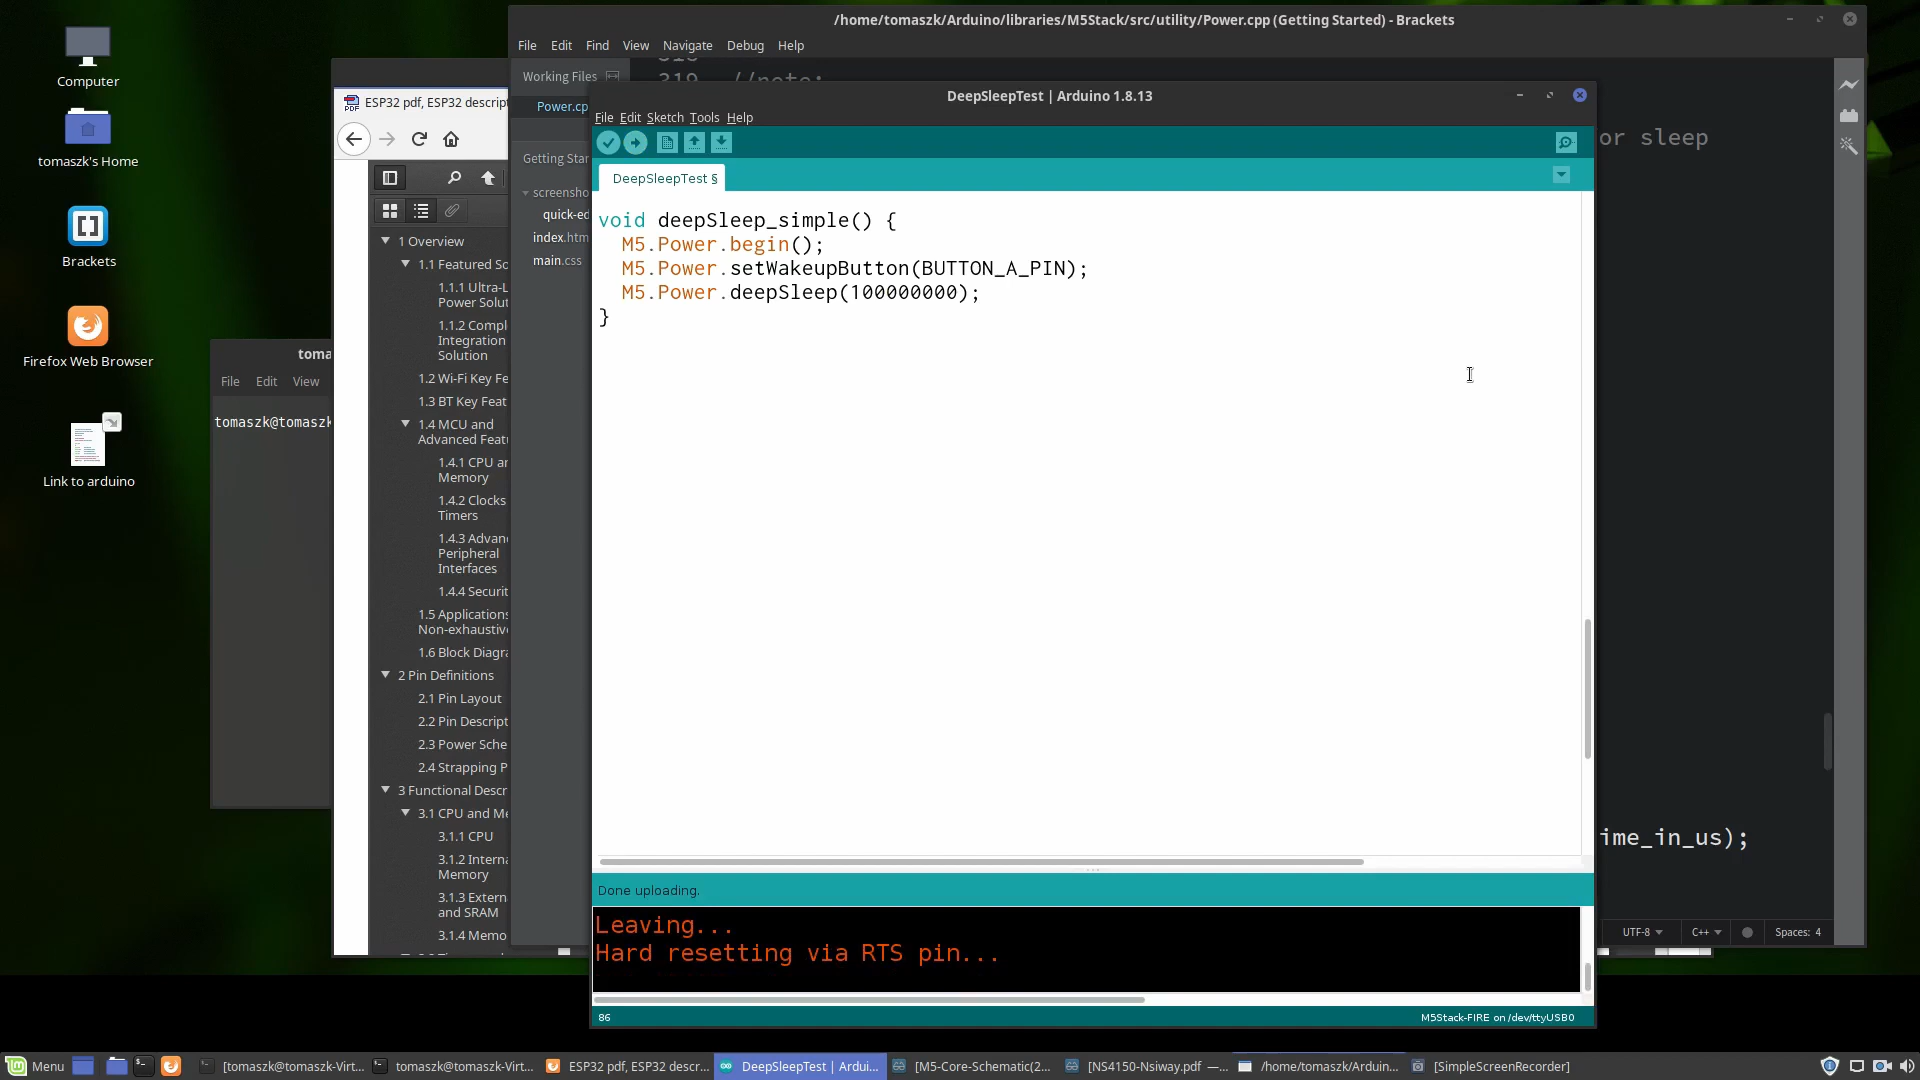 /home/tomaszk/Arduino/libraries/M5Stack/src/utility/Power.cpp (Getting Started) - Brackets
File Edit Find View Navigate Debug Help
Working Files
319 //note:
Power.cp
Getting Star
screensho
quick-ed
index.htm
main.css
or sleep
ime_in_us);
UTF-8 C++ Spaces: 4
Computer
tomaszk's Home
Brackets
Firefox Web Browser
Link to arduino
toma
File Edit View
tomaszk@tomaszk
ESP32 pdf, ESP32 descript
1 Overview
1.1 Featured So
1.1.1 Ultra-L
Power Solut
1.1.2 Compl
Integration
Solution
1.2 Wi-Fi Key Fe
1.3 BT Key Feat
1.4 MCU and
Advanced Featu
1.4.1 CPU an
Memory
1.4.2 Clocks
Timers
1.4.3 Advan
Peripheral
Interfaces
1.4.4 Securit
1.5 Applications
Non-exhaustiv
1.6 Block Diagra
2 Pin Definitions
2.1 Pin Layout
2.2 Pin Descript
2.3 Power Sche
2.4 Strapping P
3 Functional Descr
3.1 CPU and Me
3.1.1 CPU
3.1.2 Interna
Memory
3.1.3 Extern
and SRAM
3.1.4 Memo
DeepSleepTest | Arduino 1.8.13
File Edit Sketch Tools Help
DeepSleepTest §
void deepSleep_simple() {
M5.Power.begin();
M5.Power.setWakeupButton(BUTTON_A_PIN);
M5.Power.deepSleep(100000000);
}
Done uploading.
Leaving...
Hard resetting via RTS pin...
86
M5Stack-FIRE on /dev/ttyUSB0
Menu [tomaszk@tomaszk-Virt... tomaszk@tomaszk-Virt... ESP32 pdf, ESP32 descr... DeepSleepTest | Ardui... [M5-Core-Schematic(2... [NS4150-Nsiway.pdf —... /home/tomaszk/Arduin... [SimpleScreenRecorder]